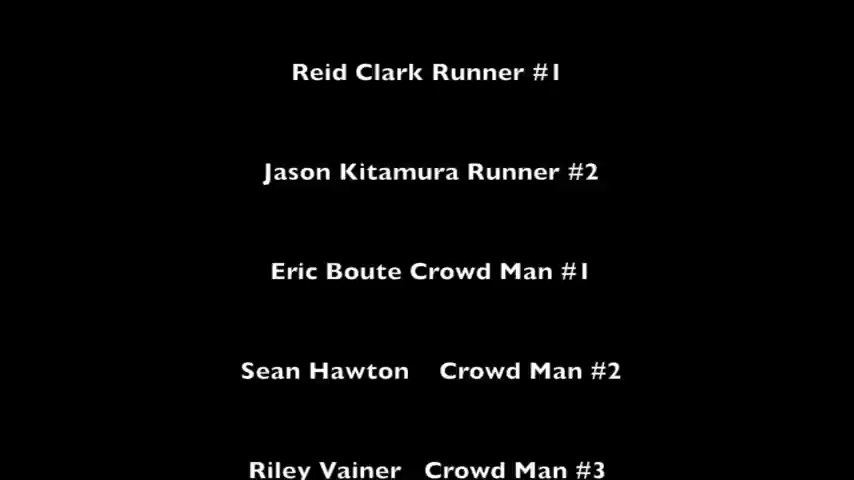 Reid Clark Runner #1
Jason Kitamura Runner #2
Eric Boute Crowd Man #1
Sean Hawton Crowd Man #2
Riley Vainer Crowd Man #3